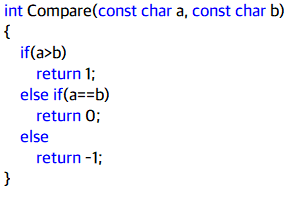 int Compare(const char a, const char b)
{
if(a>b)
return 1;
else if(a==b)
return 0;
else
return -1;
}